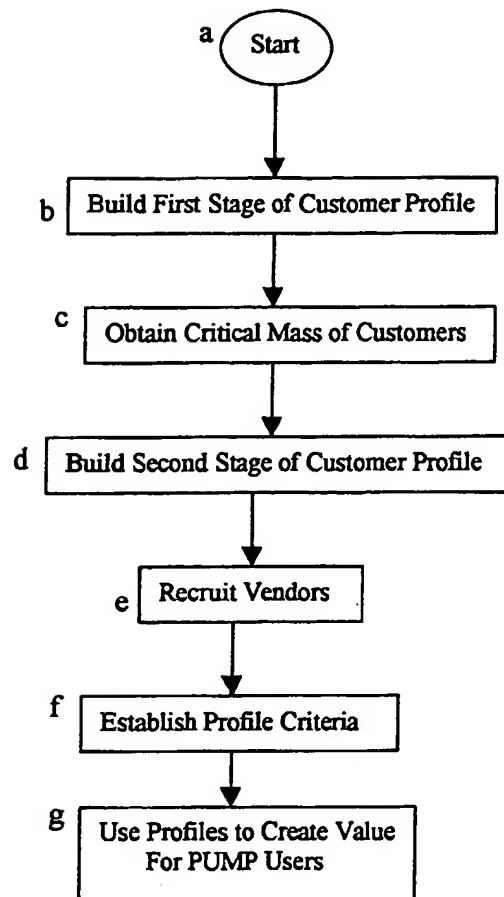 a Start
b Build First Stage of Customer Profile
c Obtain Critical Mass of Customers
d Build Second Stage of Customer Profile
e Recruit Vendors
f Establish Profile Criteria
g Use Profiles to Create Value
For PUMP Users